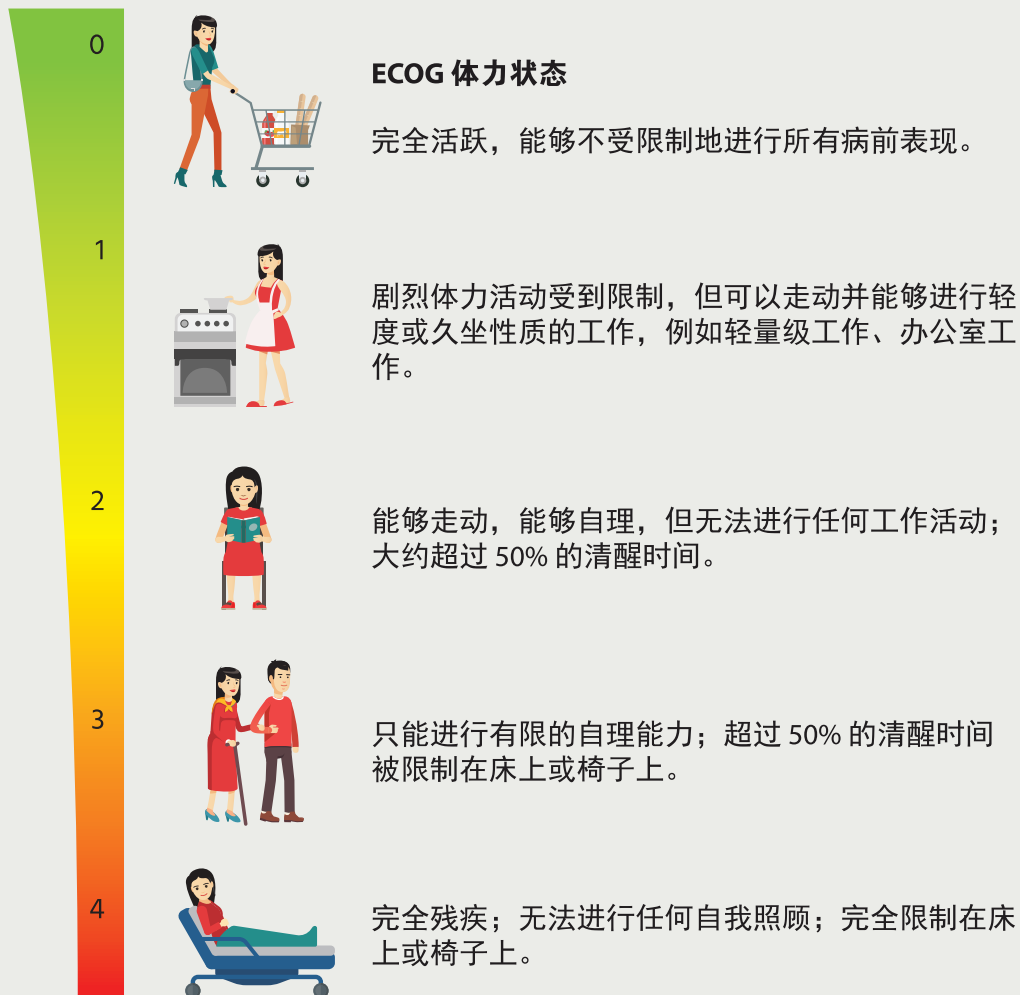 0
ECOG 体力状态
完全活跃，能够不受限制地进行所有病前表现。
1
剧烈体力活动受到限制，但可以走动并能够进行轻
度或久坐性质的工作，例如轻量级工作、办公室工
作。
2
能够走动，能够自理，但无法进行任何工作活动；
大约超过 50% 的清醒时间。
3
只能进行有限的自理能力；超过 50% 的清醒时间
被限制在床上或椅子上。
4
完全残疾；无法进行任何自我照顾；完全限制在床
上或椅子上。